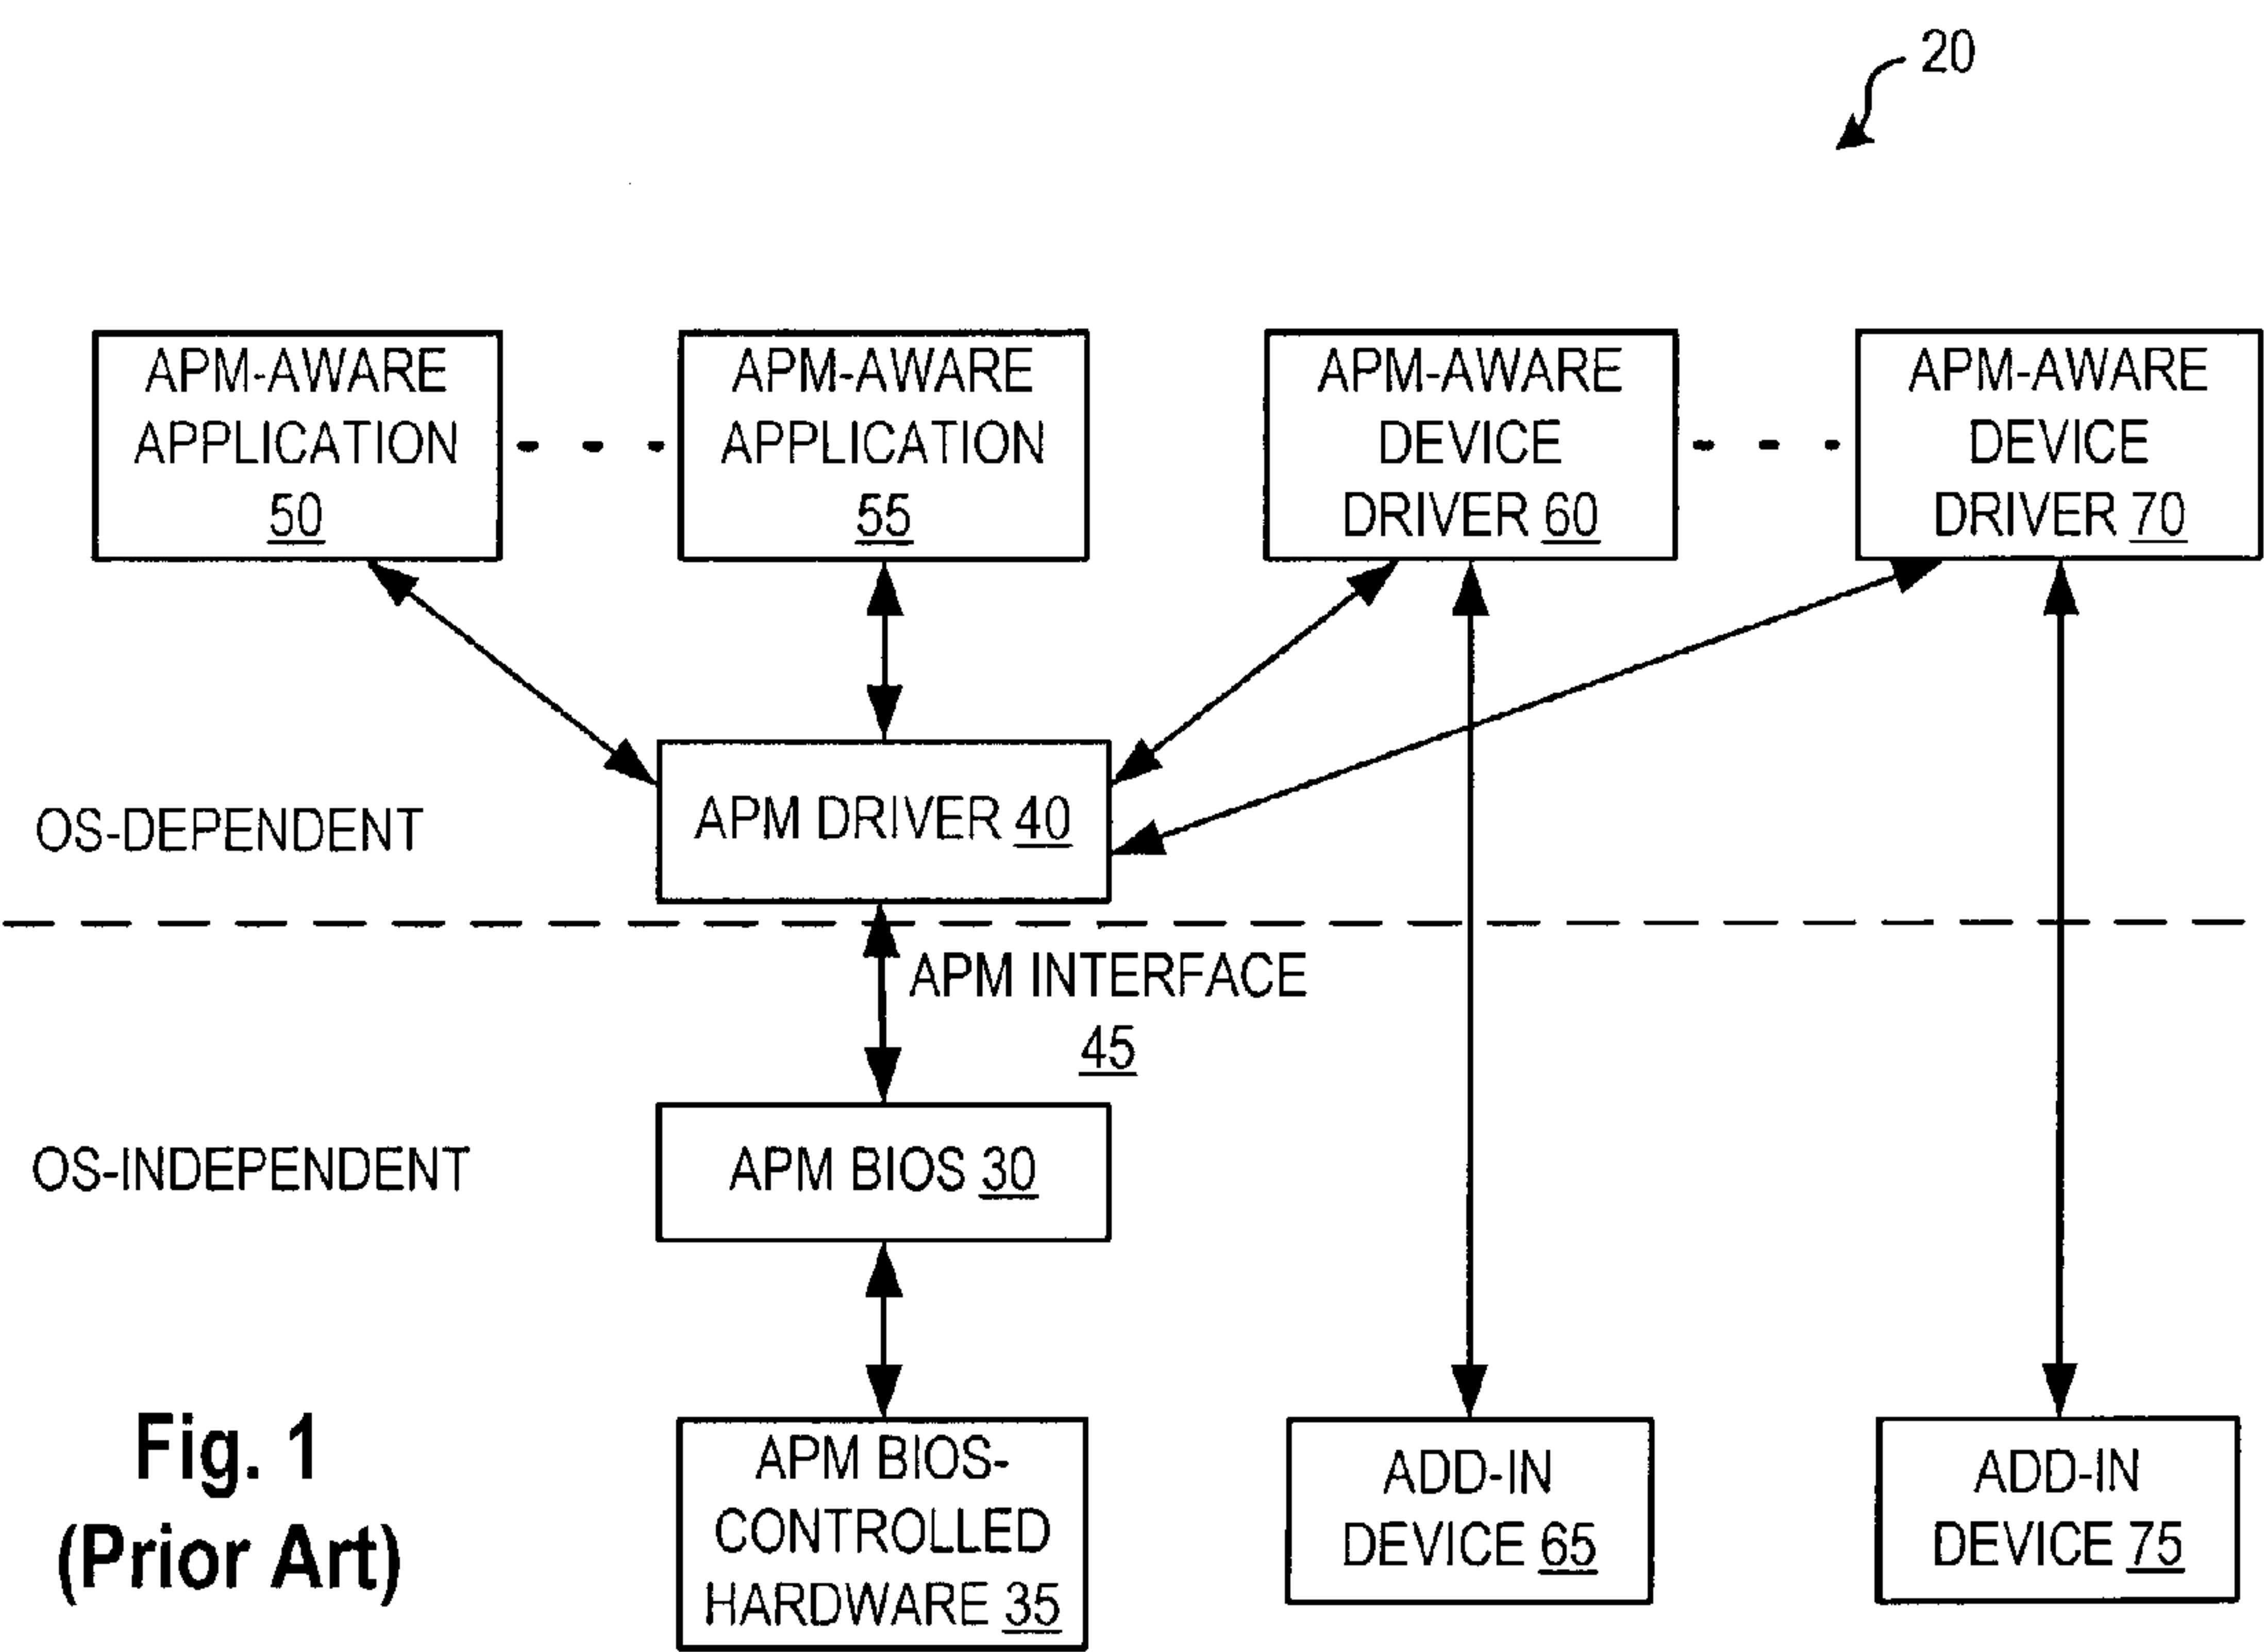 20
APM-AWARE
APPLICATION
50
APM-AWARE
APPLICATION
55
APM-AWARE
DEVICE
DRIVER 60
APM-AWARE
DEVICE
DRIVER 70
APM DRIVER 40
OS-DEPENDENT
APM INTERFACE
45
OS-INDEPENDENT
APM BIOS 30
APM BIOS-
CONTROLLED
HARDWARE 35
ADD-IN
DEVICE 65
ADD-IN
DEVICE 75
Fig. 1
(Prior Art)